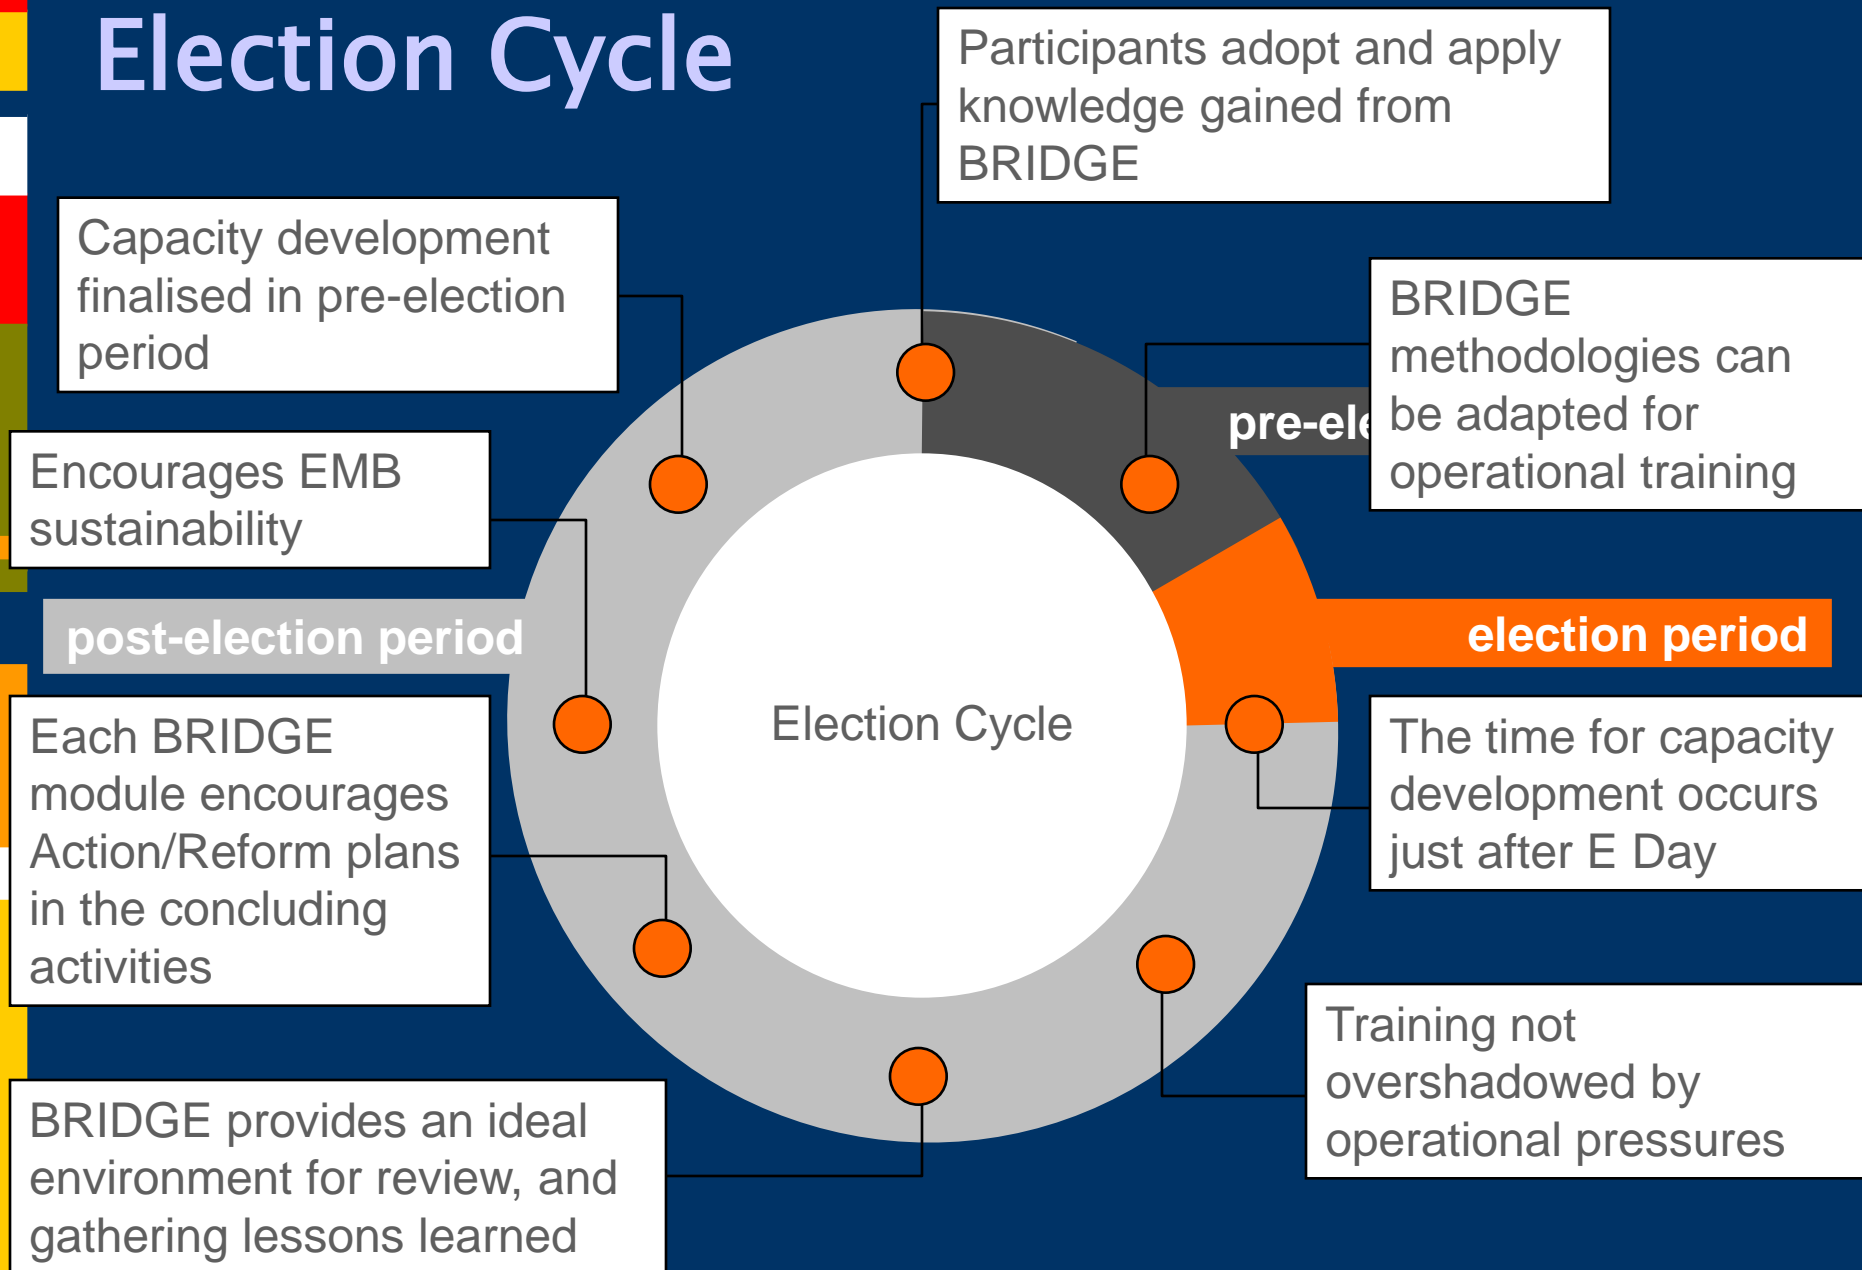 Election Cycle
Participants adopt and apply
knowledge gained from
BRIDGE
Capacity development
finalised in pre-election
period
BRIDGE
methodologies can
be adapted for
operational training
pre-ele
Encourages EMB
sustainability
post-election period
election period
Election Cycle
Each BRIDGE
module encourages
Action/Reform plans
in the concluding
activities
The time for capacity
development occurs
just after E Day
Training not
overshadowed by
operational pressures
BRIDGE provides an ideal
environment for review, and
gathering lessons learned